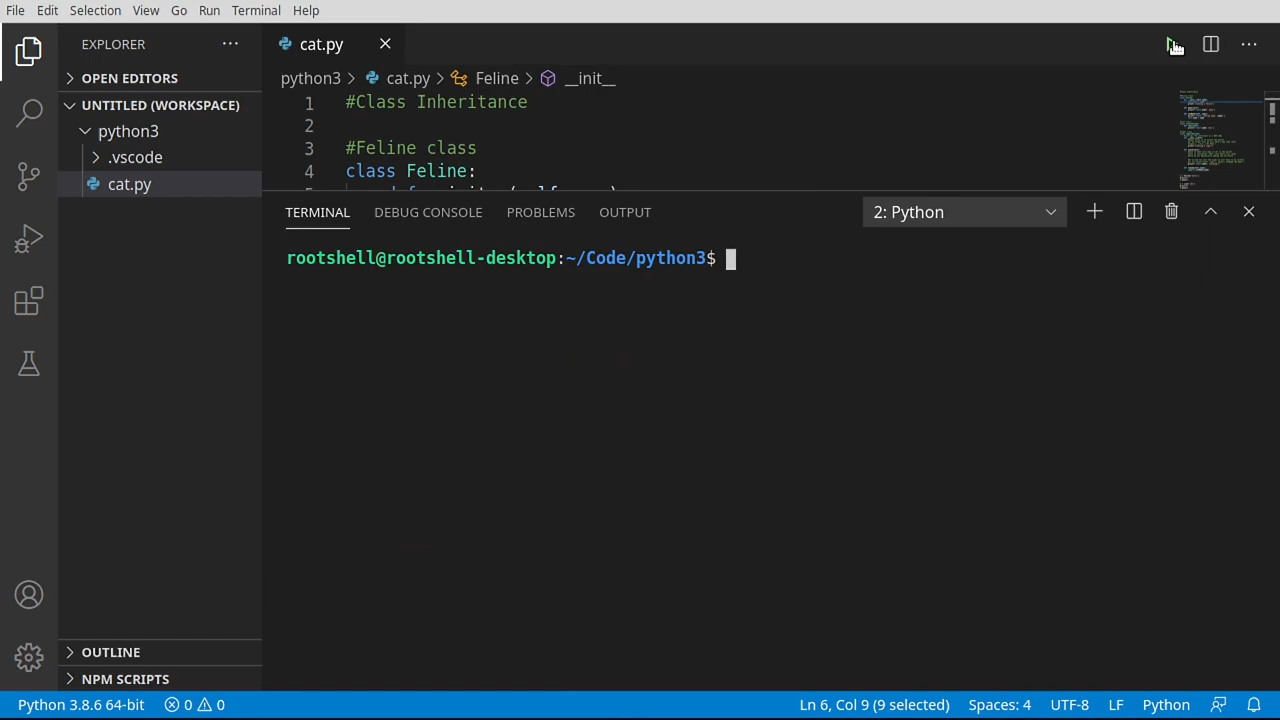 File Edit Selection View Go Run Terminal Help
EXPLORER
OPEN EDITORS
UNTITLED (WORKSPACE)
python3
.vscode
cat.py
OUTLINE
NPM SCRIPTS
cat.py
python3 > cat.py > Feline > __init__
1 #Class Inheritance
2
3 #Feline class
4 class Feline:
TERMINAL DEBUG CONSOLE PROBLEMS OUTPUT 2: Python
rootshell@rootshell-desktop:~/Code/python3$
Python 3.8.6 64-bit 0 0 Ln 6, Col 9 (9 selected) Spaces: 4 UTF-8 LF Python